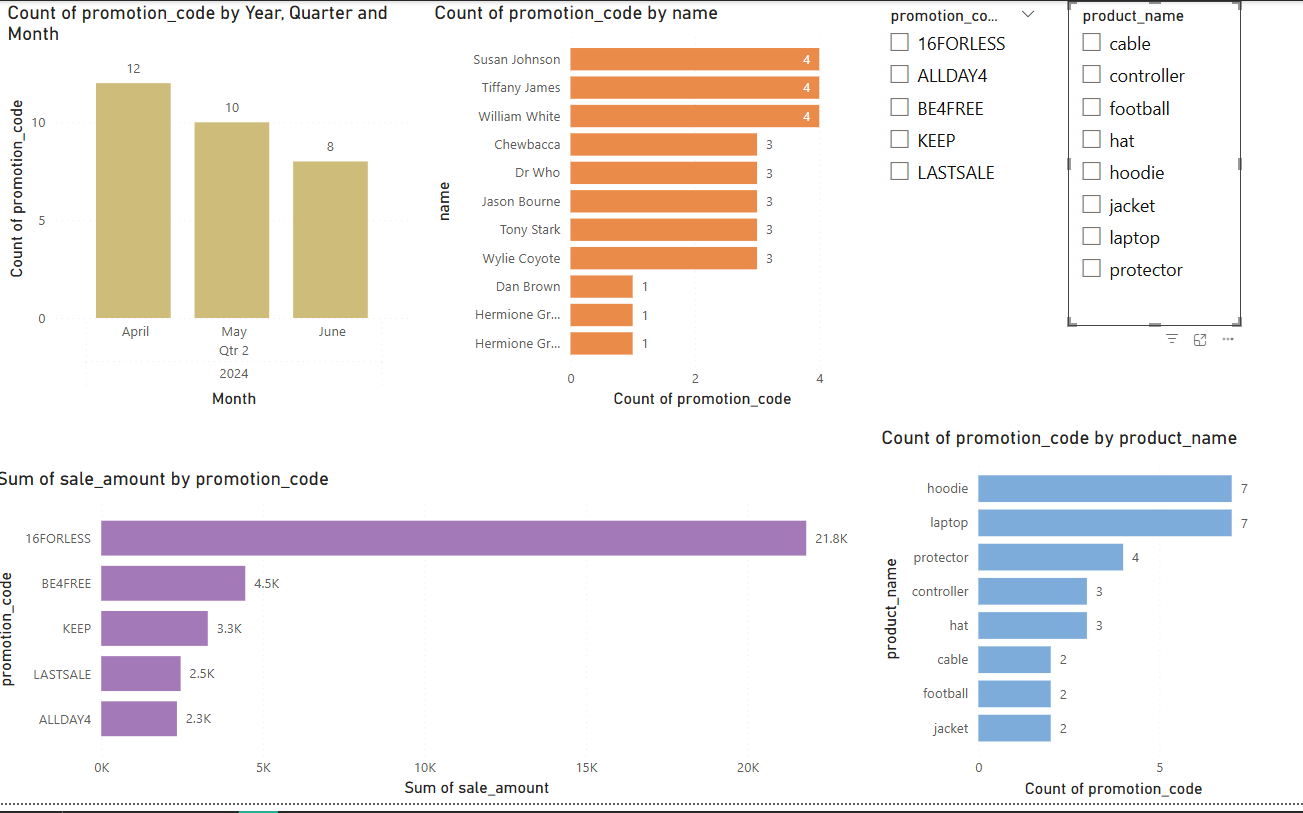 Count of promotion_code by Year, Quarter and
Month
12
10
8
10
5
0
Count of promotion_code
April
May
June
Qtr 2
2024
Month
Count of promotion_code by name
name
Susan Johnson 4
Tiffany James 4
William White 4
Chewbacca 3
Dr Who 3
Jason Bourne 3
Tony Stark 3
Wylie Coyote 3
Dan Brown 1
Hermione Gr... 1
Hermione Gr... 1
0 2 4
Count of promotion_code
promotion_co...
16FORLESS
ALLDAY4
BE4FREE
KEEP
LASTSALE
product_name
cable
controller
football
hat
hoodie
jacket
laptop
protector
Sum of sale_amount by promotion_code
promotion_code
16FORLESS 21.8K
BE4FREE 4.5K
KEEP 3.3K
LASTSALE 2.5K
ALLDAY4 2.3K
0K 5K 10K 15K 20K
Sum of sale_amount
Count of promotion_code by product_name
product_name
hoodie 7
laptop 7
protector 4
controller 3
hat 3
cable 2
football 2
jacket 2
0 5
Count of promotion_code